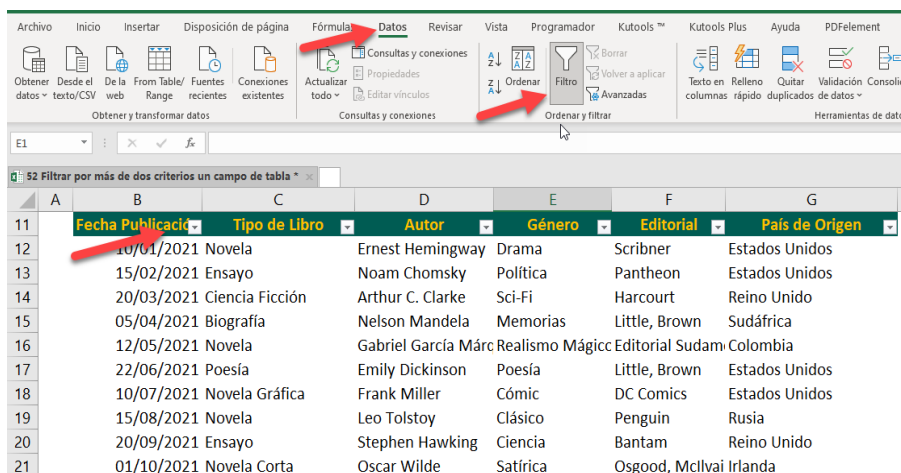 Archivo Inicio Insertar Disposición de página Fórmula Datos Revisar Vista Programador Kutools ™ Kutools Plus Ayuda PDFelement
Obtener datos Desde el texto/CSV De la web From Table/ Range Fuentes recientes Conexiones existentes
Obtener y transformar datos
Actualizar todo Consultas y conexiones
Propiedades
Editar vínculos
Consultas y conexiones
Ordenar Filtro Borrar
Volver a aplicar
Avanzadas
Ordenar y filtrar
Texto en columnas Relleno rápido Quitar duplicados Validación de datos Consolid
Herramientas de dato
E1 fx
52 Filtrar por más de dos criterios un campo de tabla *
A B C D E F G
11 Fecha Publicació Tipo de Libro Autor Género Editorial País de Origen
12 10/01/2021 Novela Ernest Hemingway Drama Scribner Estados Unidos
13 15/02/2021 Ensayo Noam Chomsky Política Pantheon Estados Unidos
14 20/03/2021 Ciencia Ficción Arthur C. Clarke Sci-Fi Harcourt Reino Unido
15 05/04/2021 Biografía Nelson Mandela Memorias Little, Brown Sudáfrica
16 12/05/2021 Novela Gabriel García Márq Realismo Mágico Editorial Sudam Colombia
17 22/06/2021 Poesía Emily Dickinson Poesía Little, Brown Estados Unidos
18 10/07/2021 Novela Gráfica Frank Miller Cómic DC Comics Estados Unidos
19 15/08/2021 Novela Leo Tolstoy Clásico Penguin Rusia
20 20/09/2021 Ensayo Stephen Hawking Ciencia Bantam Reino Unido
21 01/10/2021 Novela Corta Oscar Wilde Satírica Osgood, McIlvai Irlanda